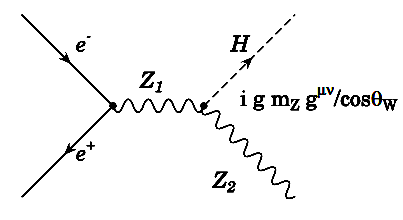 e⁻
H
Z₁
i g m_Z g^μν/cosθ_W
e⁺
Z₂